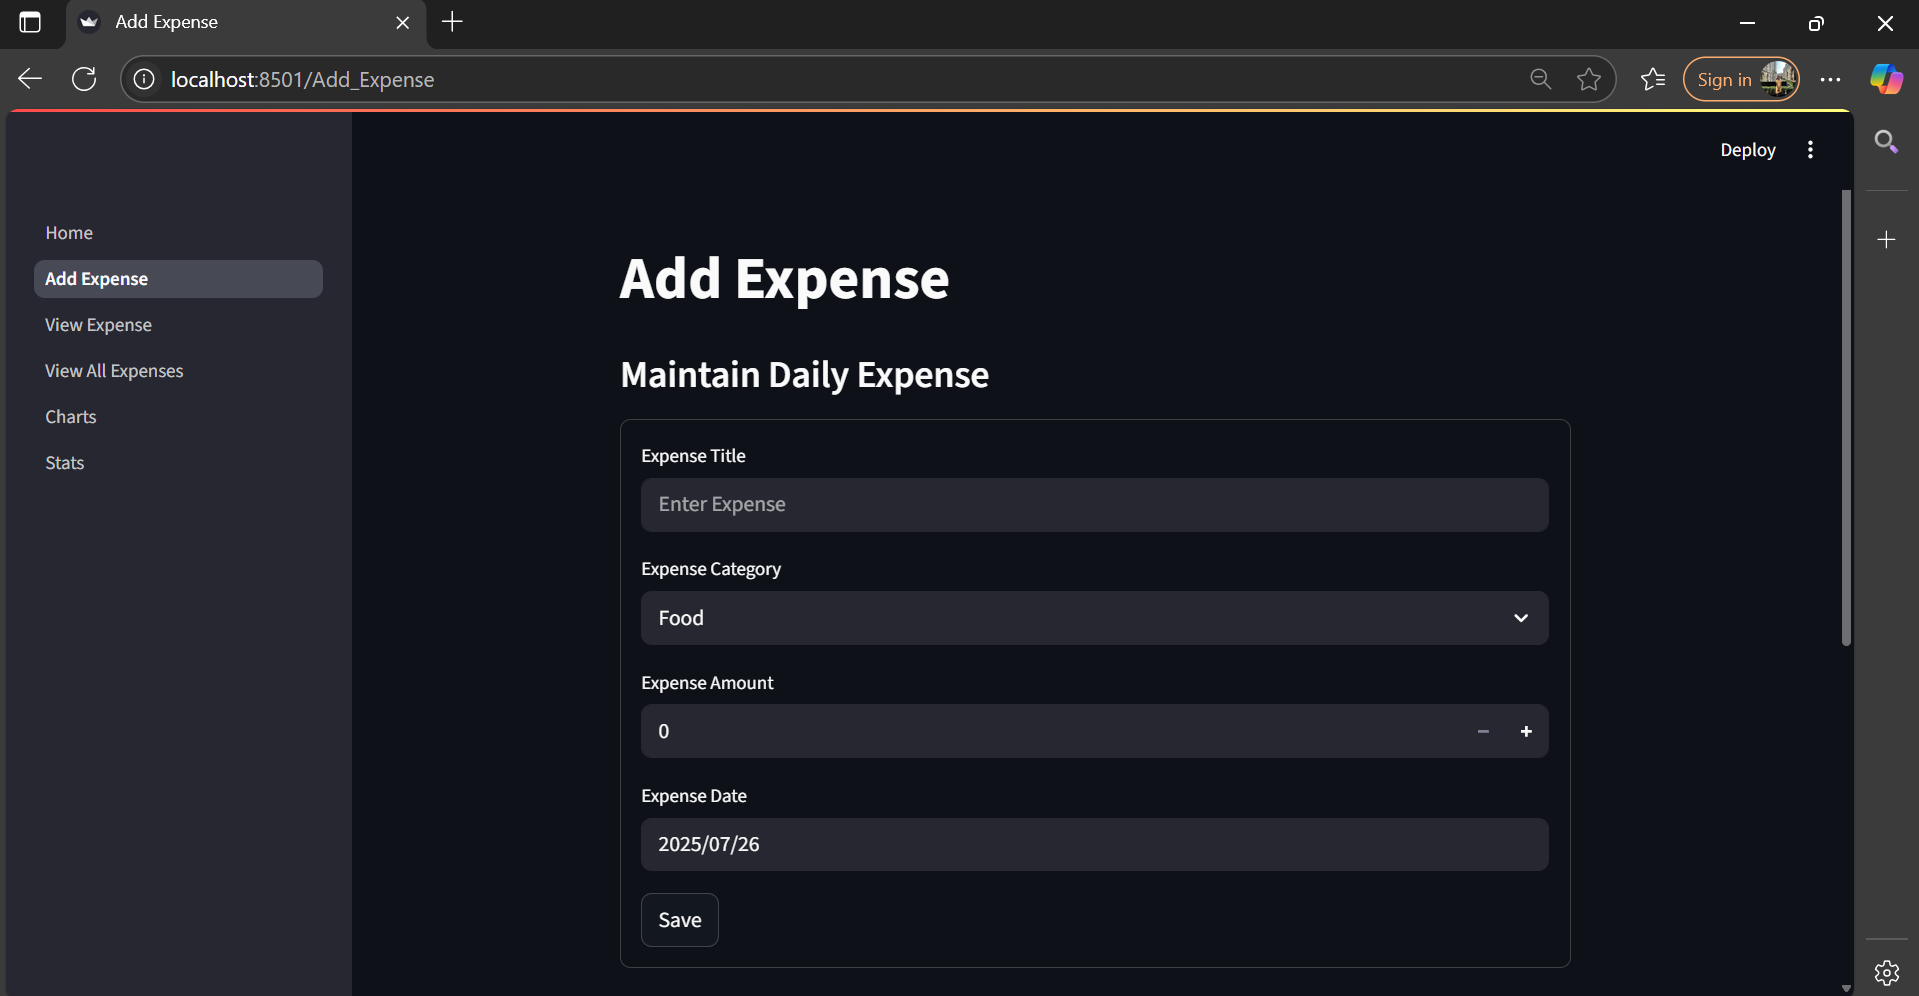 Add Expense
localhost:8501/Add_Expense
Sign in
Deploy
Home
Add Expense
View Expense
View All Expenses
Charts
Stats
Add Expense
Maintain Daily Expense
Expense Title
Enter Expense
Expense Category
Food
Expense Amount
0
Expense Date
2025/07/26
Save